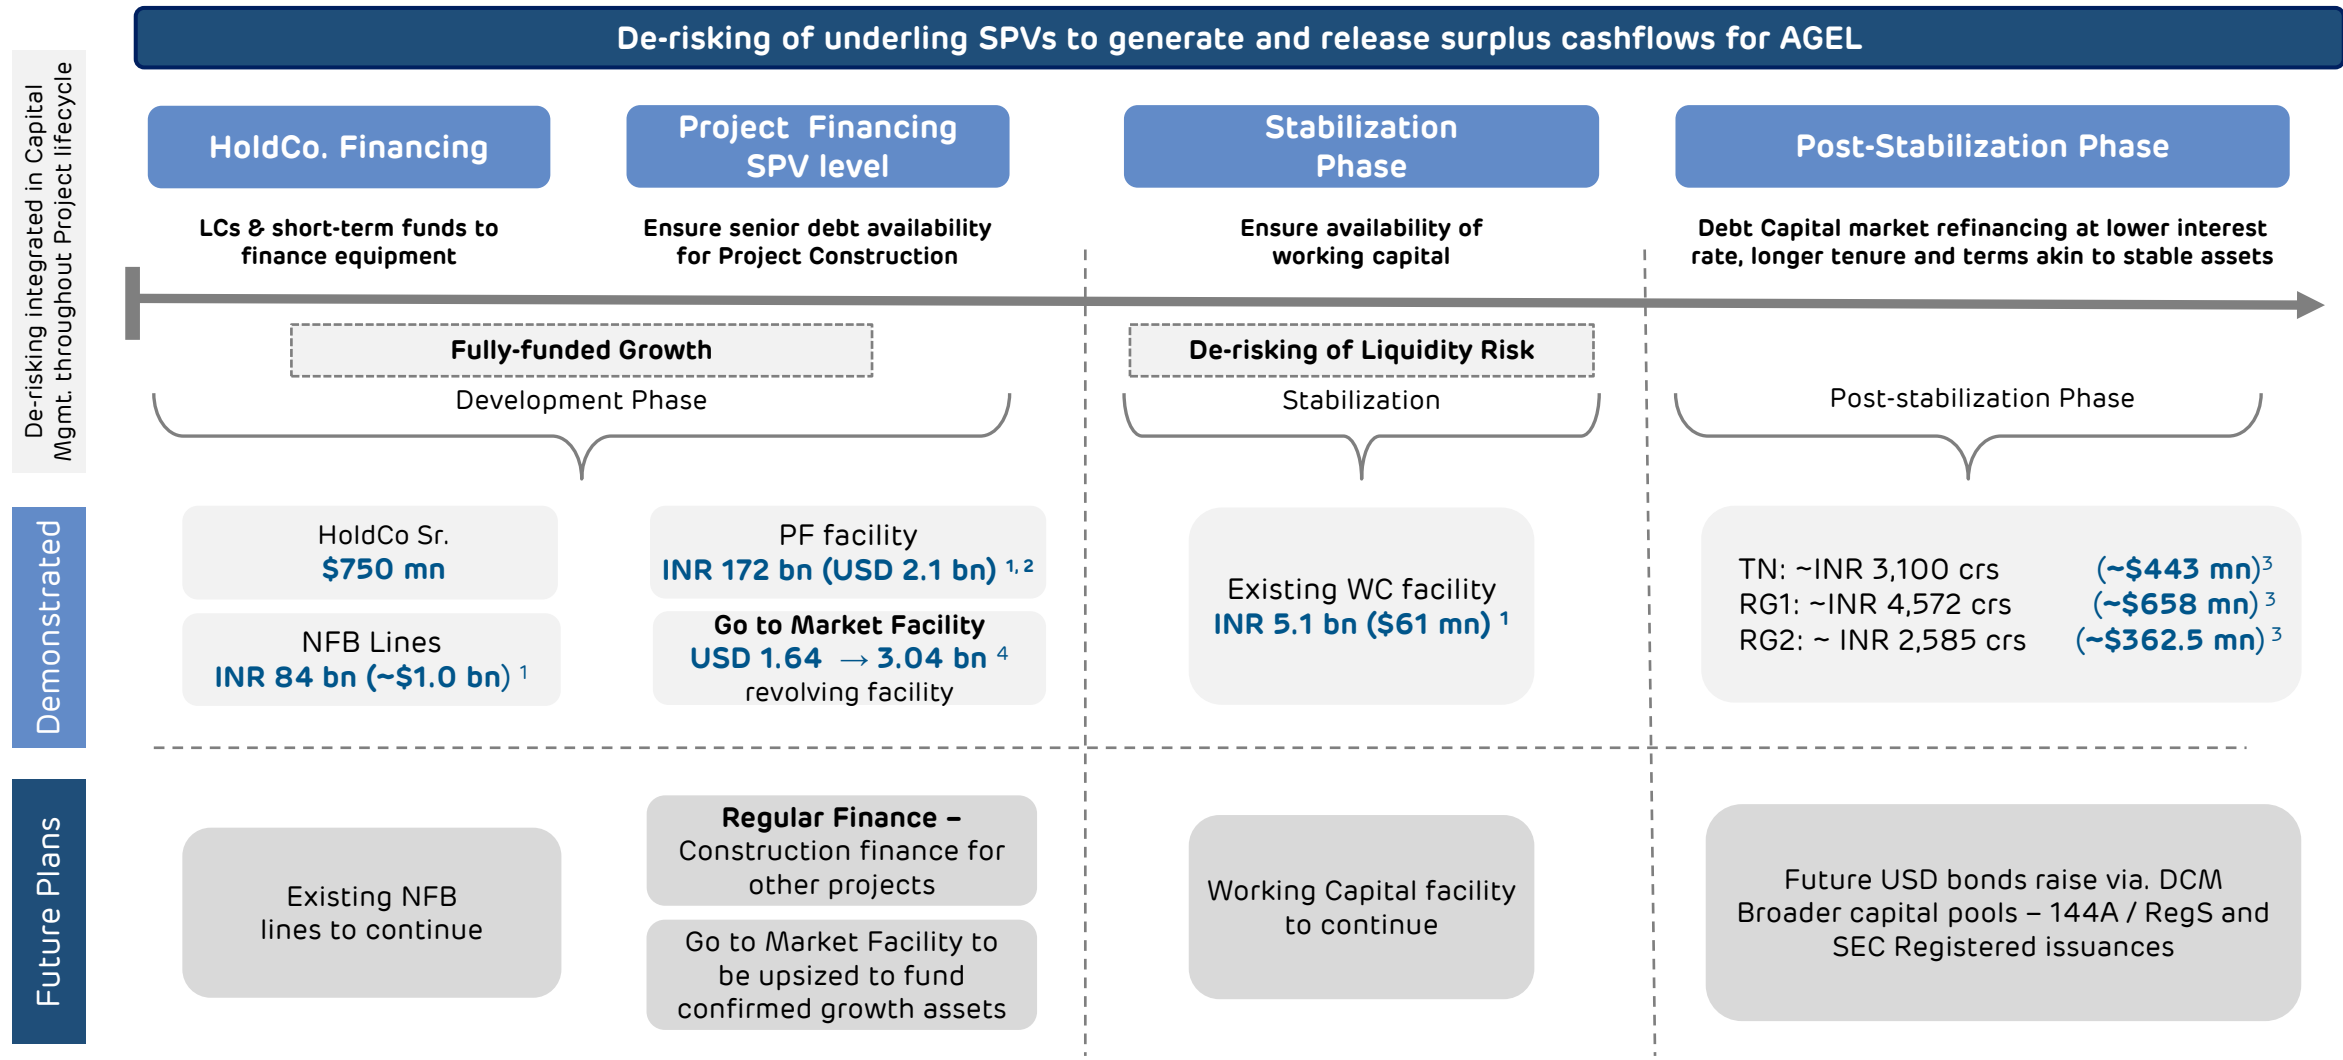 De-risking of underling SPVs to generate and release surplus cashflows for AGEL
De-risking integrated in Capital
Mgmt. throughout Project lifecycle
HoldCo. Financing
Project Financing
SPV level
Stabilization
Phase
Post-Stabilization Phase
LCs & short-term funds to
finance equipment
Ensure senior debt availability
for Project Construction
Ensure availability of
working capital
Debt Capital market refinancing at lower interest
rate, longer tenure and terms akin to stable assets
Fully-funded Growth
De-risking of Liquidity Risk
Development Phase
Stabilization
Post-stabilization Phase
Demonstrated
HoldCo Sr.
$750 mn
NFB Lines
INR 84 bn (~$1.0 bn) 1
PF facility
INR 172 bn (USD 2.1 bn) 1, 2
Go to Market Facility
USD 1.64 → 3.04 bn 4
revolving facility
Existing WC facility
INR 5.1 bn ($61 mn) 1
TN: ~INR 3,100 crs (~$443 mn)3
RG1: ~INR 4,572 crs (~$658 mn) 3
RG2: ~ INR 2,585 crs (~$362.5 mn) 3
Future Plans
Existing NFB
lines to continue
Regular Finance –
Construction finance for
other projects
Go to Market Facility to
be upsized to fund
confirmed growth assets
Working Capital facility
to continue
Future USD bonds raise via. DCM
Broader capital pools – 144A / RegS and
SEC Registered issuances